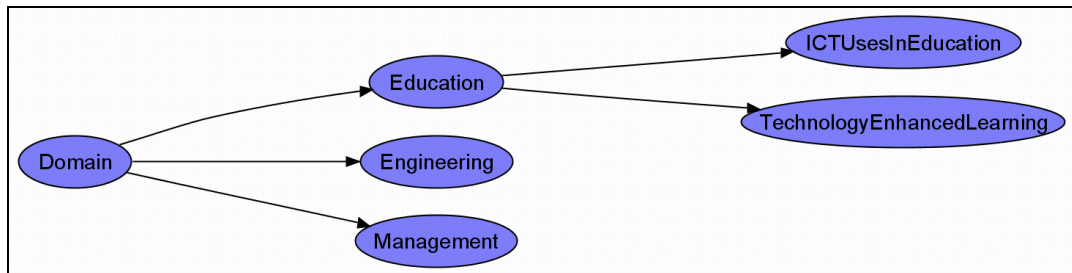 ICTUsesInEducation
Education
TechnologyEnhancedLearning
Domain
Engineering
Management